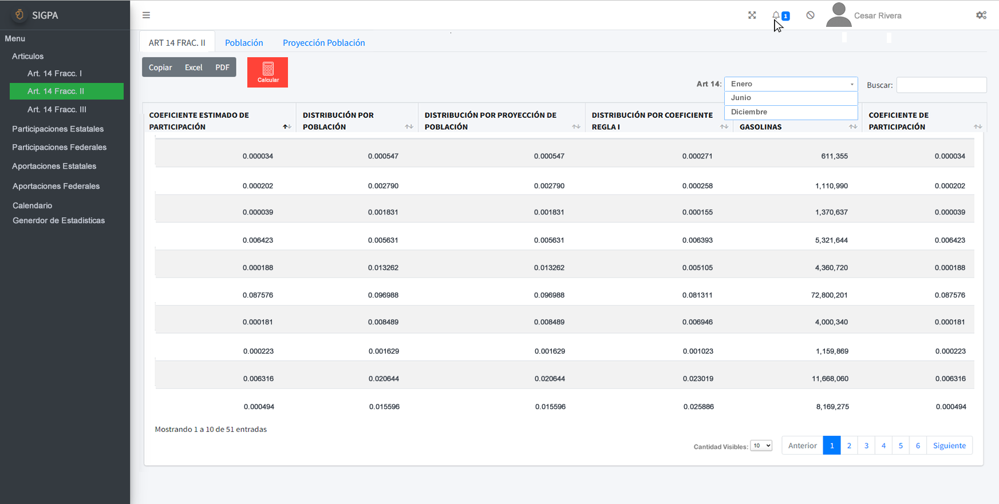 SIGPA
1
Cesar Rivera
Menu
Articulos
Art. 14 Fracc. I
Art. 14 Fracc. II
Art. 14 Fracc. III
Participaciones Estatales
Participaciones Federales
Aportaciones Estatales
Aportaciones Federales
Calendario
Generdor de Estadisticas
ART 14 FRAC. II Población Proyección Población
Copiar Excel PDF
Calcular
Art 14: Enero
Junio
Diciembre
Buscar:
COEFICIENTE ESTIMADO DE PARTICIPACIÓN DISTRIBUCIÓN POR POBLACIÓN DISTRIBUCIÓN POR PROYECCIÓN DE POBLACIÓN DISTRIBUCIÓN POR COEFICIENTE REGLA I GASOLINAS COEFICIENTE DE PARTICIPACIÓN
0.000034 0.000547 0.000547 0.000271 611,355 0.000034
0.000202 0.002790 0.002790 0.000258 1,110,990 0.000202
0.000039 0.001831 0.001831 0.000155 1,370,637 0.000039
0.006423 0.005631 0.005631 0.006393 5,321,644 0.006423
0.000188 0.013262 0.013262 0.005105 4,360,720 0.000188
0.087576 0.096988 0.096988 0.081311 72,800,201 0.087576
0.000181 0.008489 0.008489 0.006946 4,000,340 0.000181
0.000223 0.001629 0.001629 0.001023 1,159,869 0.000223
0.006316 0.020644 0.020644 0.023019 11,668,060 0.006316
0.000494 0.015596 0.015596 0.025886 8,169,275 0.000494
Mostrando 1 a 10 de 51 entradas
Cantidad Visibles: 10
Anterior 1 2 3 4 5 6 Siguiente